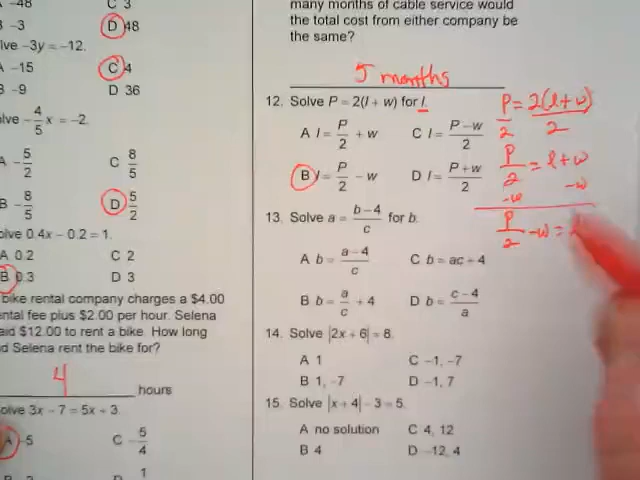 -48
C 3
-3
D 48
lve -3y = -12.
A -15
C 4
B -9
D 36
lve -4/5 x = -2.
A -5/2
C 8/5
B -8/5
D 5/2
olve 0.4x - 0.2 = 1.
A 0.2
C 2
B 0.3
D 3
bike rental company charges a $4.00
ental fee plus $2.00 per hour. Selena
aid $12.00 to rent a bike. How long
d Selena rent the bike for?
4 hours
olve 3x - 7 = 5x + 3.
A -5
C -5/4
D 1
many months of cable service would
the total cost from either company be
the same?
5 months
12. Solve P = 2(l + w) for l.
A l = P/2 + w
C l = P-w/2
B l = P/2 - w
D l = P+w/2
P/2 = 2(l+w)/2
P/2 = l+w
-w -w
P/2 - w =
13. Solve a = b-4/c for b.
A b = a-4/c
C b = ac + 4
B b = a/c + 4
D b = c-4/a
14. Solve |2x + 6| = 8.
A 1
C -1, -7
B 1, -7
D -1, 7
15. Solve |x + 4| - 3 = 5.
A no solution
C 4, 12
B 4
D -12, 4